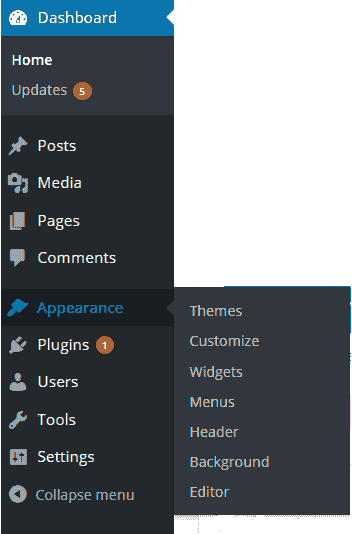 Dashboard
Home
Updates 5
Posts
Media
Pages
Comments
Appearance
Themes
Customize
Widgets
Menus
Header
Background
Editor
Plugins 1
Users
Tools
Settings
Collapse menu